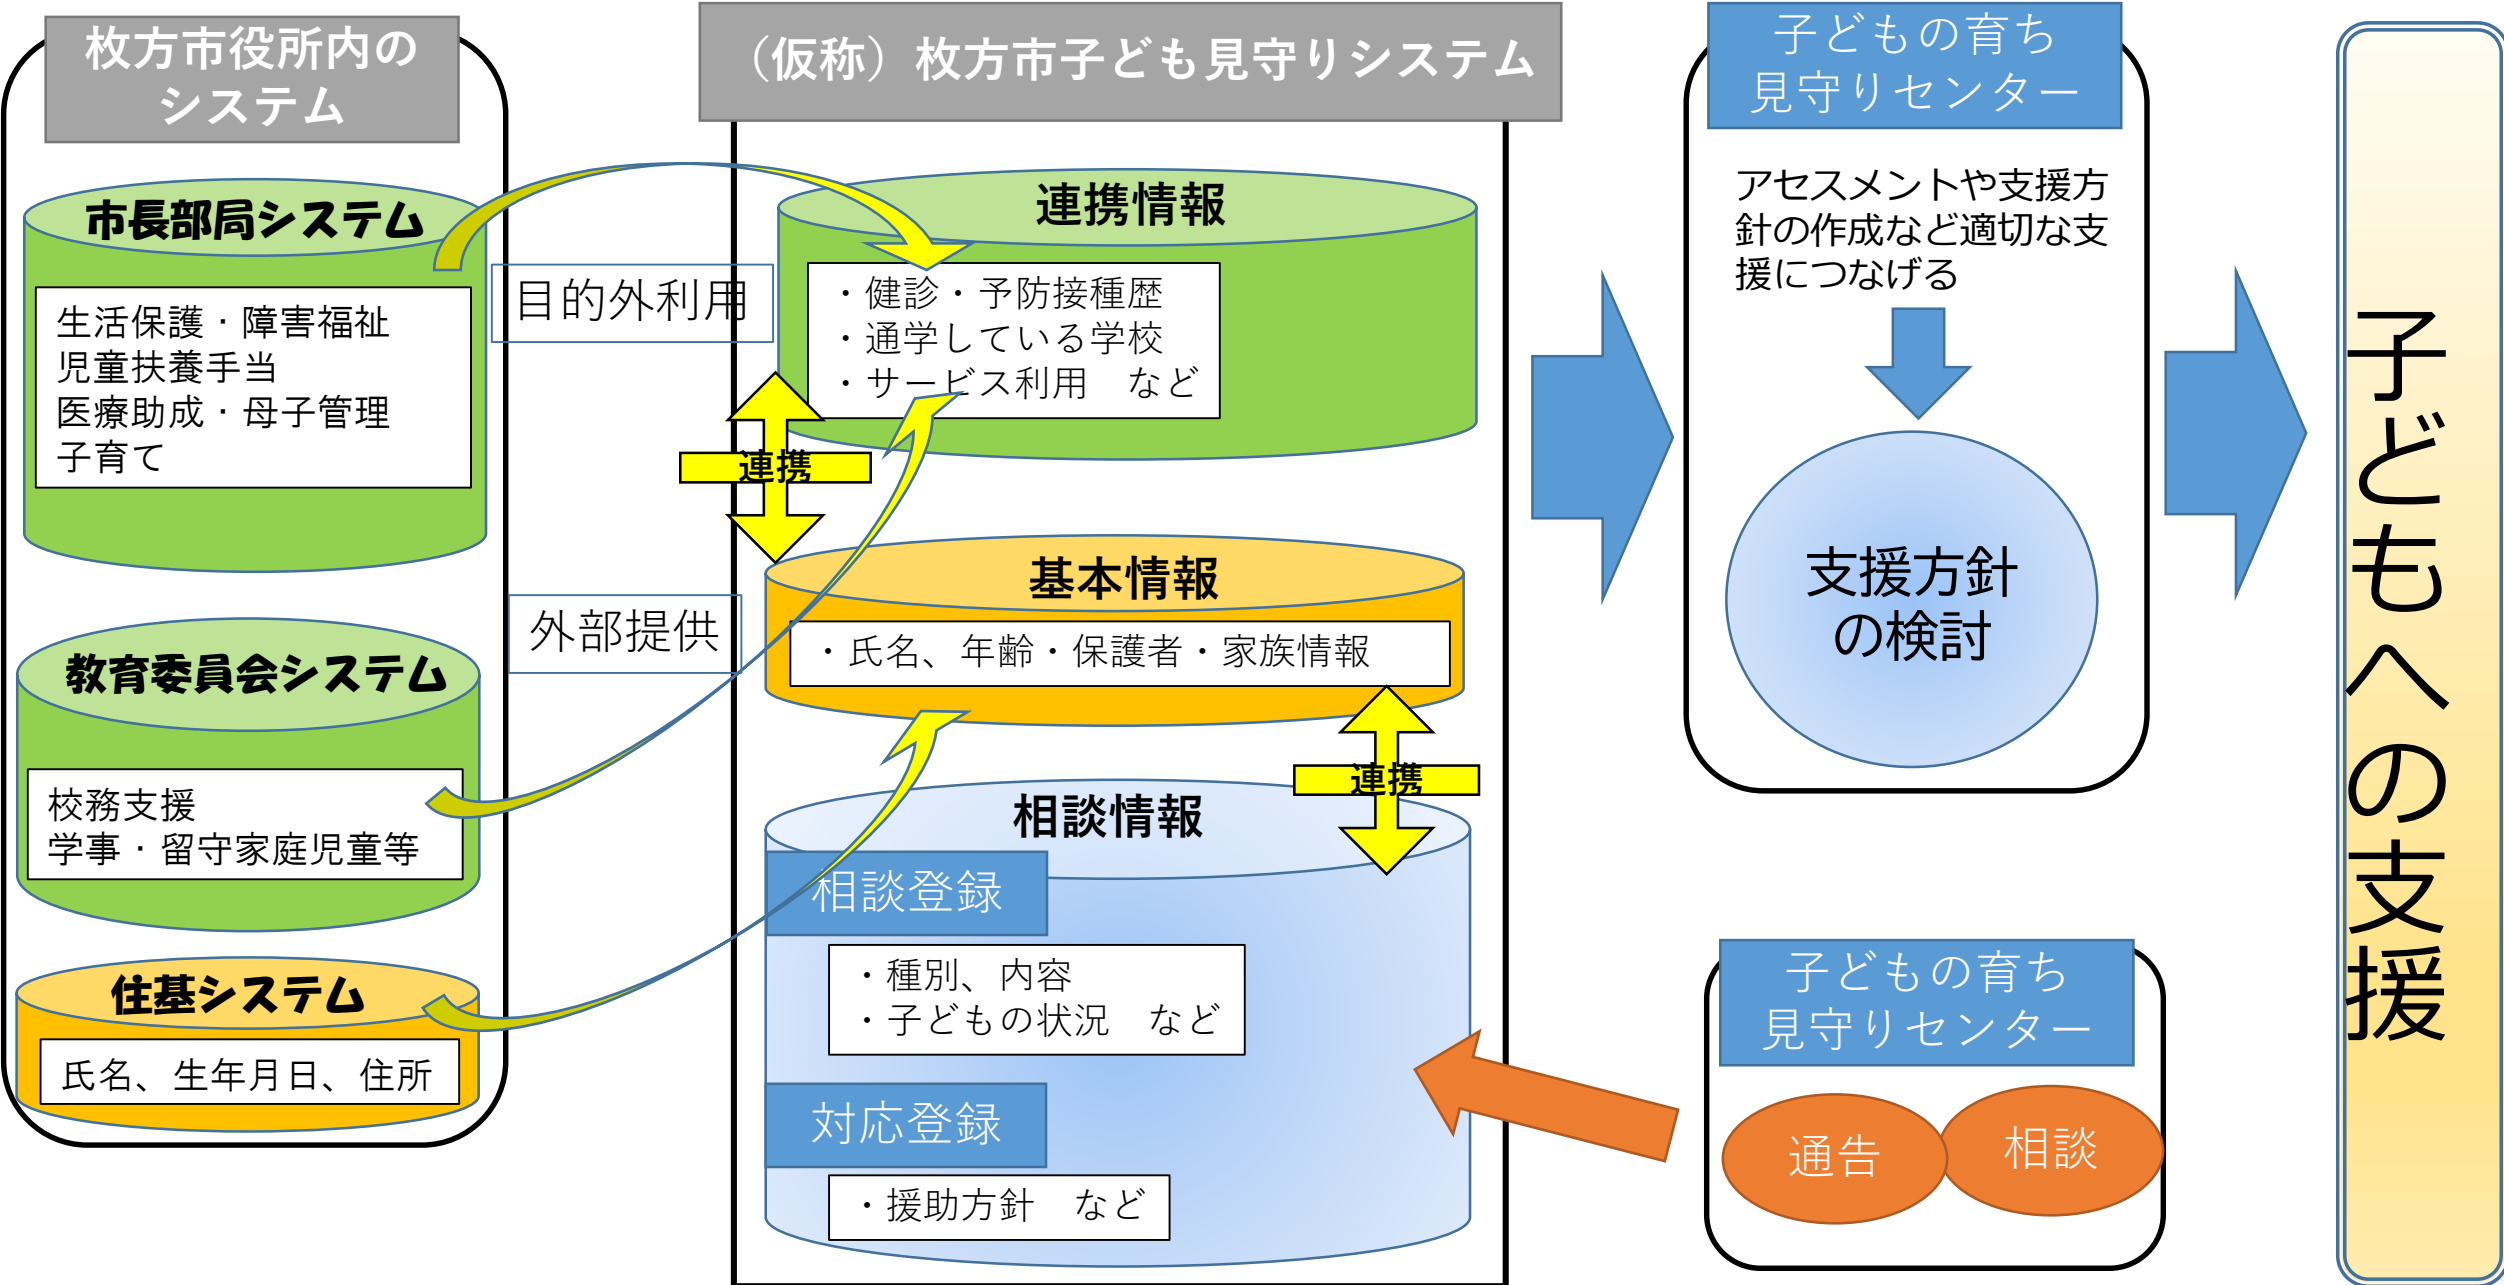 枚方市役所内の
システム
市長部局システム
生活保護・障害福祉
児童扶養手当
医療助成・母子管理
子育て
教育委員会システム
校務支援
学事・留守家庭児童等
住基システム
氏名、生年月日、住所
目的外利用
外部提供
（仮称）枚方市子ども見守りシステム
連携情報
・健診・予防接種歴
・通学している学校
・サービス利用　など
連携
基本情報
・氏名、年齢・保護者・家族情報
連携
相談情報
相談登録
・種別、内容
・子どもの状況　など
対応登録
・援助方針　など
子どもの育ち
見守りセンター
アセスメントや支援方
針の作成など適切な支
援につなげる
支援方針
の検討
子どもの育ち
見守りセンター
通告
相談
子どもへの支援